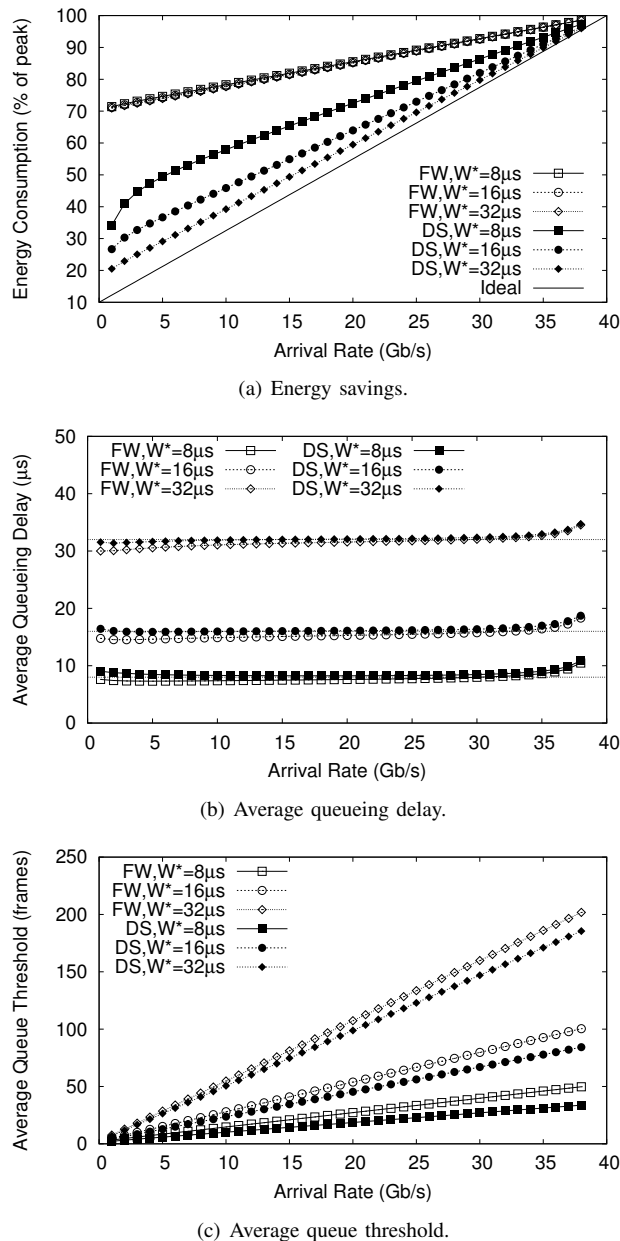 100
90
80
70
60
50
40
30
20
10
0 5 10 15 20 25 30 35 40
Energy Consumption (% of peak)
Arrival Rate (Gb/s)
FW,W*=8μs
FW,W*=16μs
FW,W*=32μs
DS,W*=8μs
DS,W*=16μs
DS,W*=32μs
Ideal
(a) Energy savings.
50
40
30
20
10
0
0 5 10 15 20 25 30 35 40
Average Queueing Delay (μs)
Arrival Rate (Gb/s)
FW,W*=8μs
FW,W*=16μs
FW,W*=32μs
DS,W*=8μs
DS,W*=16μs
DS,W*=32μs
(b) Average queueing delay.
250
200
150
100
50
0
0 5 10 15 20 25 30 35 40
Average Queue Threshold (frames)
Arrival Rate (Gb/s)
FW,W*=8μs
FW,W*=16μs
FW,W*=32μs
DS,W*=8μs
DS,W*=16μs
DS,W*=32μs
(c) Average queue threshold.